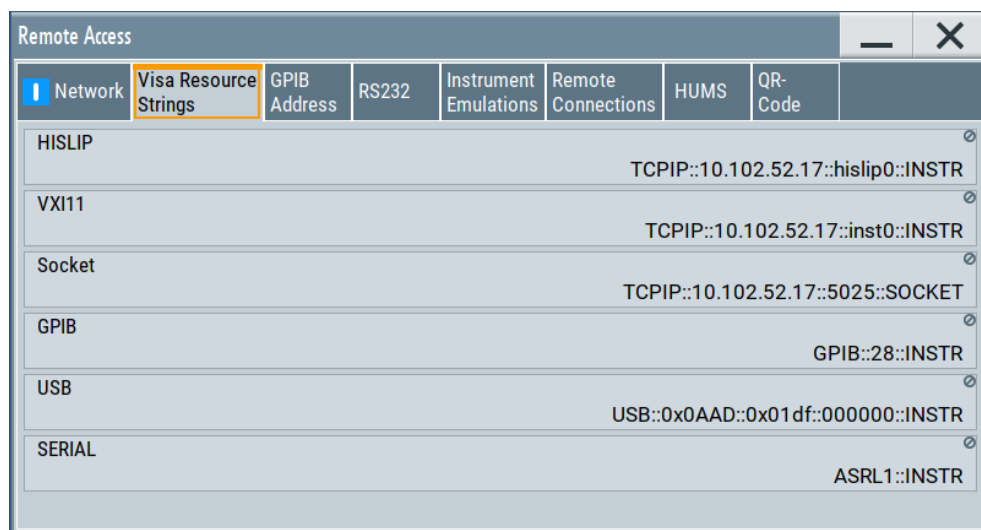 Remote Access
Network
Visa Resource
Strings
GPIB
Address
RS232
Instrument
Emulations
Remote
Connections
HUMS
QR-
Code
HISLIP
TCPIP::10.102.52.17::hislip0::INSTR
VXI11
TCPIP::10.102.52.17::inst0::INSTR
Socket
TCPIP::10.102.52.17::5025::SOCKET
GPIB
GPIB::28::INSTR
USB
USB::0x0AAD::0x01df::000000::INSTR
SERIAL
ASRL1::INSTR